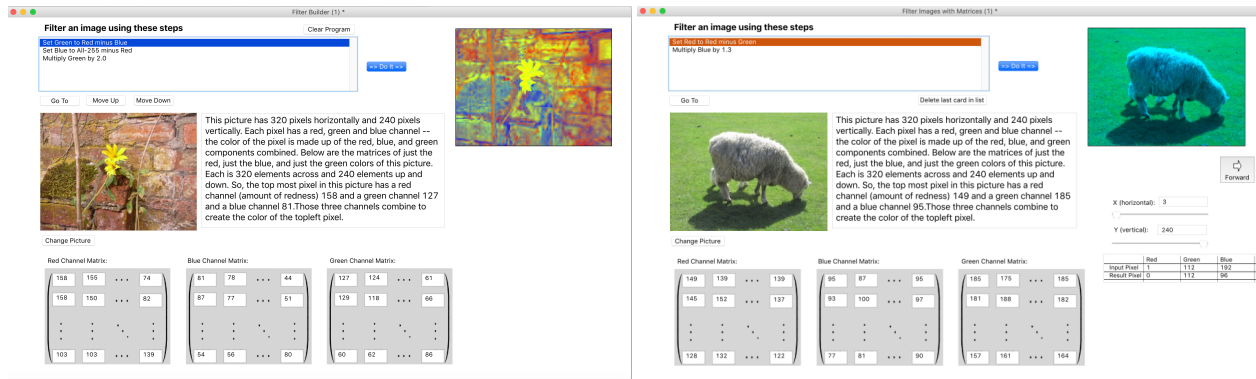 Filter Builder (1) *
Filter an image using these steps
Clear Program
Set Green to Red minus Blue
Set Blue to All-255 minus Red
Multiply Green by 2.0
=> Do It =>
Go To
Move Up
Move Down
This picture has 320 pixels horizontally and 240 pixels
vertically. Each pixel has a red, green and blue channel --
the color of the pixel is made up of the red, blue, and green
components combined. Below are the matrices of just the
red, just the blue, and just the green colors of this picture.
Each is 320 elements across and 240 elements up and
down. So, the top most pixel in this picture has a red
channel (amount of redness) 158 and a green channel 127
and a blue channel 81.Those three channels combine to
create the color of the topleft pixel.
Change Picture
Red Channel Matrix:
158 155 ... 74
158 150 ... 82
103 103 ... 139
Blue Channel Matrix:
81 78 ... 44
87 77 ... 51
54 56 ... 80
Green Channel Matrix:
127 124 ... 61
129 118 ... 66
60 62 ... 86
Filter Images with Matrices (1) *
Filter an image using these steps
Set Red to Red minus Green
Multiply Blue by 1.3
=> Do It =>
Go To
Delete last card in list
This picture has 320 pixels horizontally and 240 pixels
vertically. Each pixel has a red, green and blue channel --
the color of the pixel is made up of the red, blue, and green
components combined. Below are the matrices of just the
red, just the blue, and just the green colors of this picture.
Each is 320 elements across and 240 elements up and
down. So, the top most pixel in this picture has a red
channel (amount of redness) 149 and a green channel 185
and a blue channel 95.Those three channels combine to
create the color of the topleft pixel.
Change Picture
Forward
X (horizontal): 3
Y (vertical): 240
Red Green Blue
Input Pixel 1 112 192
Result Pixel 0 112 96
Red Channel Matrix:
149 139 ... 139
145 152 ... 137
128 132 ... 122
Blue Channel Matrix:
95 87 ... 95
93 100 ... 97
77 81 ... 90
Green Channel Matrix:
185 175 ... 185
181 188 ... 182
157 161 ... 164